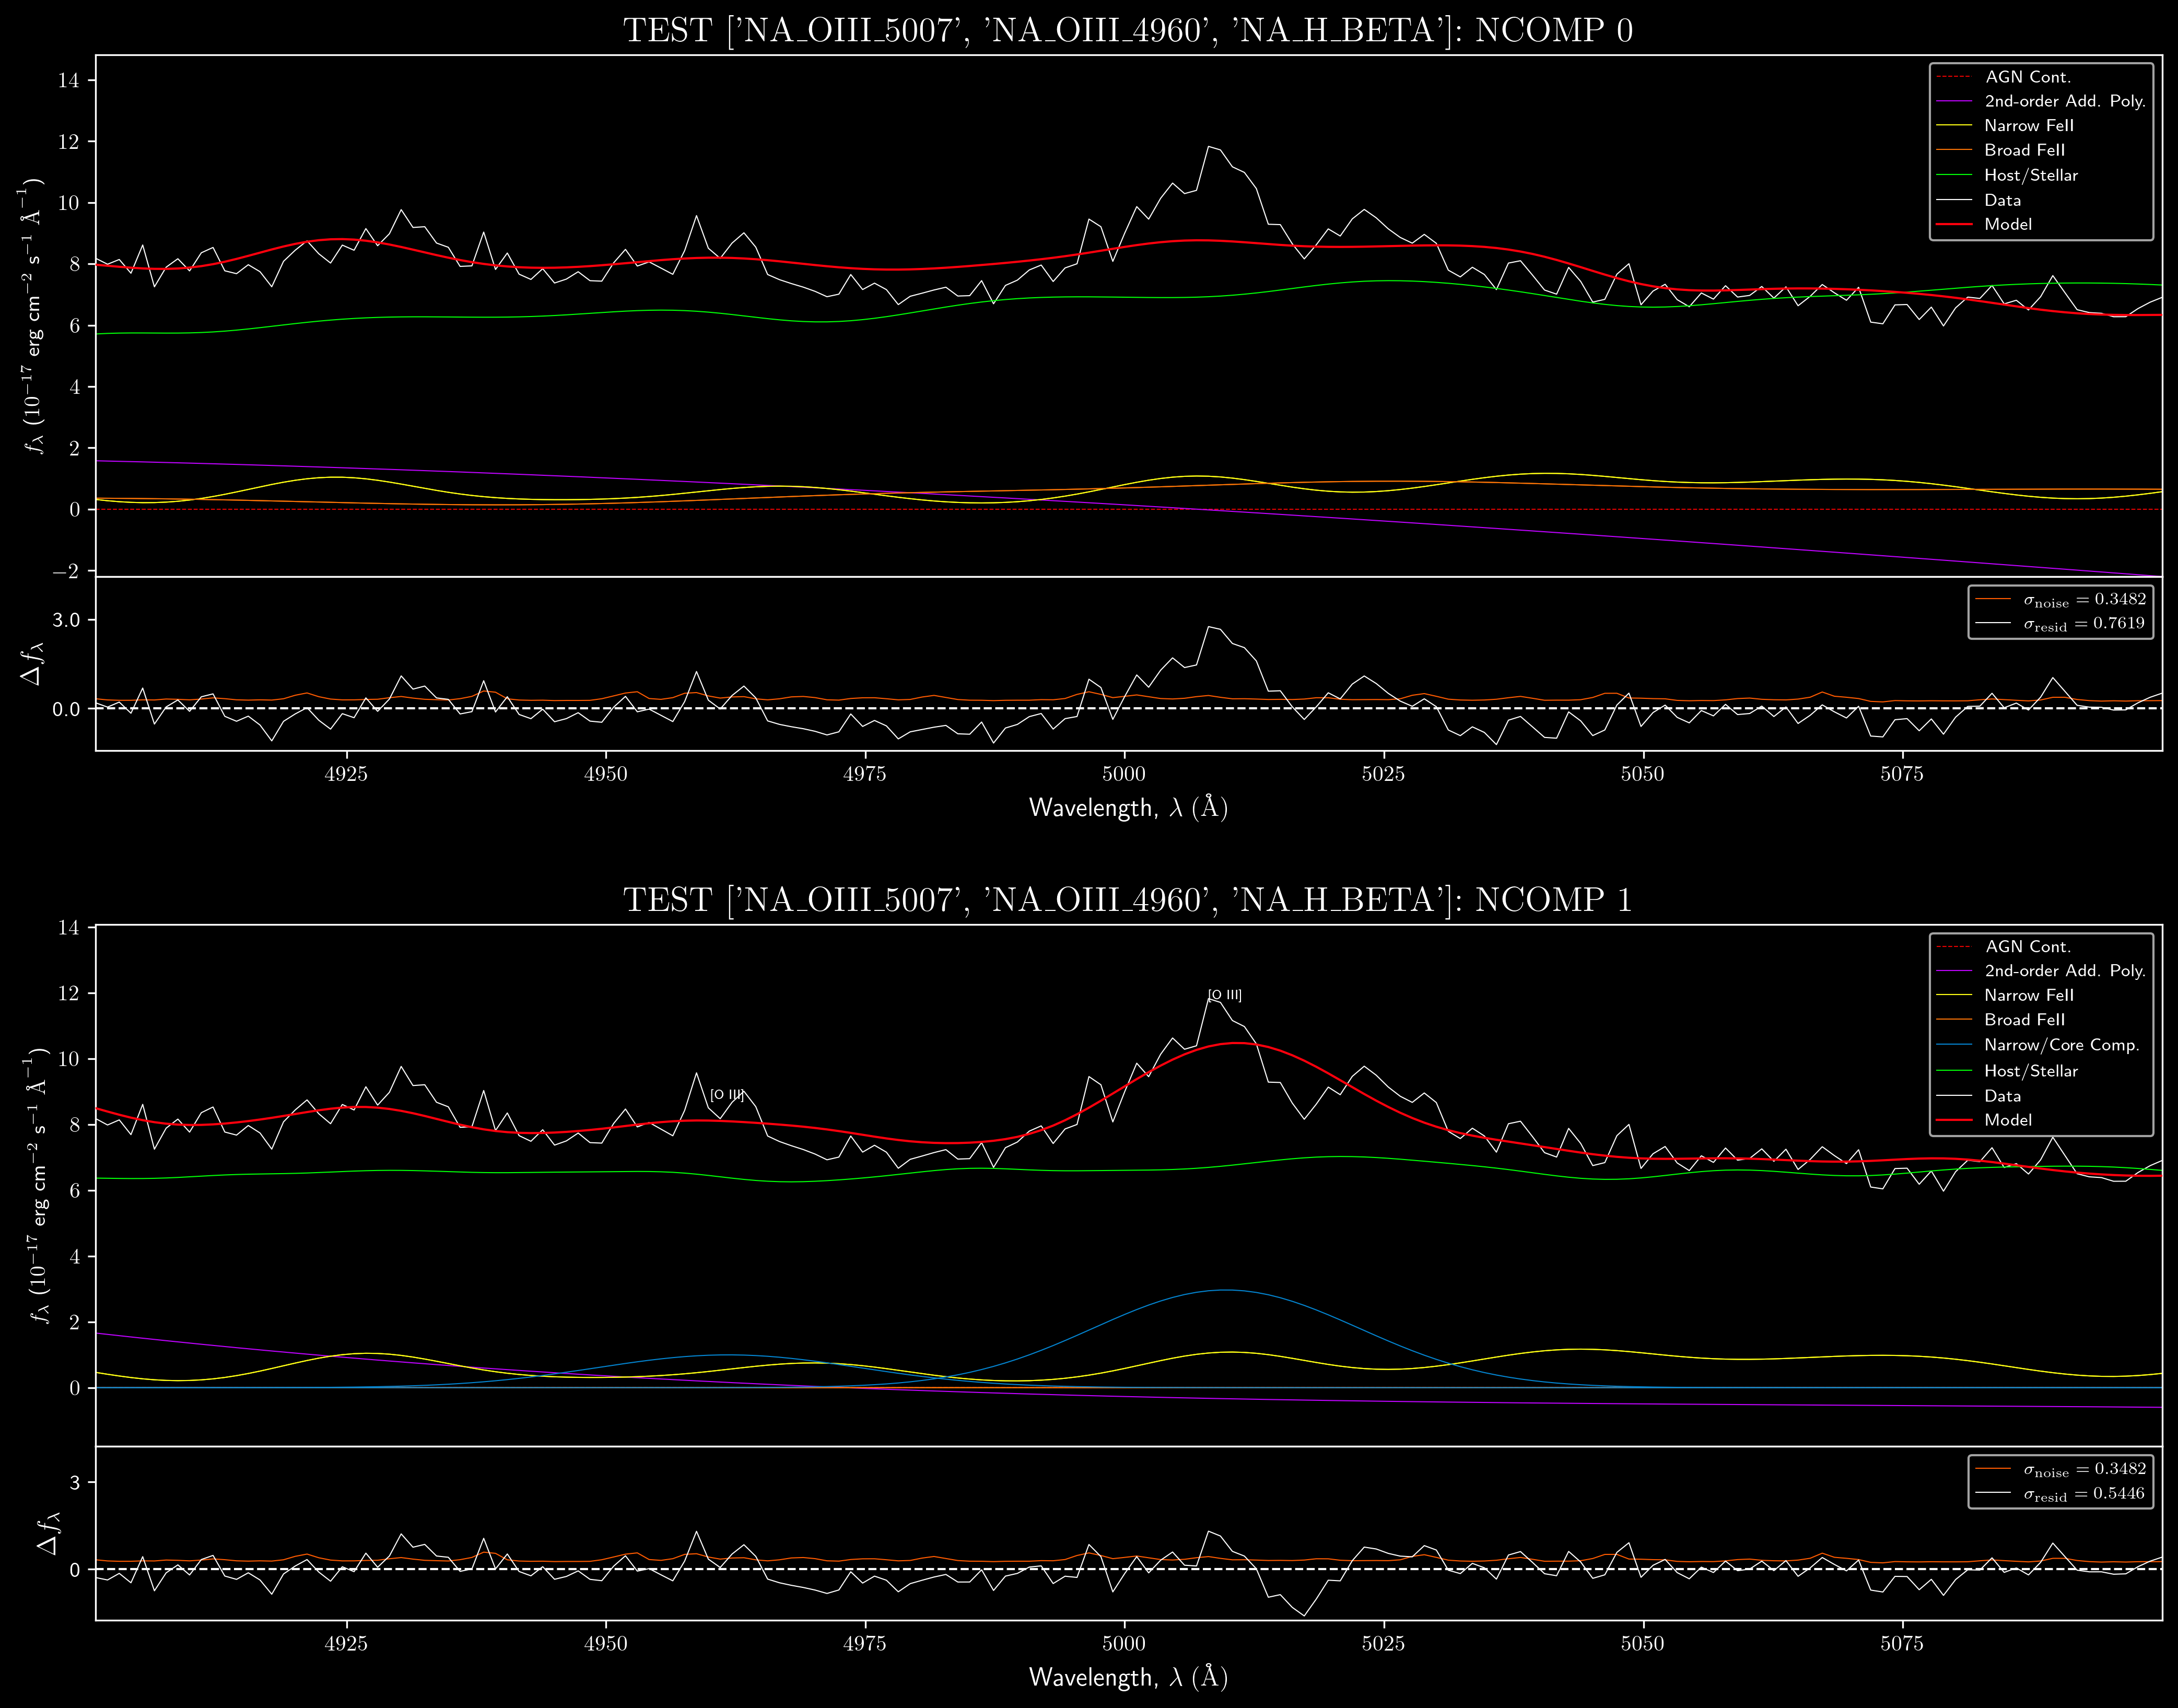 TEST ['NA_OIII_5007', 'NA_OIII_4960', 'NA_H_BETA']: NCOMP 0
14
12
10
8
6
4
2
0
−2
f_λ (10^−17 erg cm^−2 s^−1 Å^−1)
AGN Cont.
2nd-order Add. Poly.
Narrow FeII
Broad FeII
Host/Stellar
Data
Model
3.0
0.0
Δf_λ
σ_noise = 0.3482
σ_resid = 0.7619
4925 4950 4975 5000 5025 5050 5075
Wavelength, λ (Å)
TEST ['NA_OIII_5007', 'NA_OIII_4960', 'NA_H_BETA']: NCOMP 1
14
12
10
8
6
4
2
0
f_λ (10^−17 erg cm^−2 s^−1 Å^−1)
[O III]
[O III]
AGN Cont.
2nd-order Add. Poly.
Narrow FeII
Broad FeII
Narrow/Core Comp.
Host/Stellar
Data
Model
3
0
Δf_λ
σ_noise = 0.3482
σ_resid = 0.5446
4925 4950 4975 5000 5025 5050 5075
Wavelength, λ (Å)